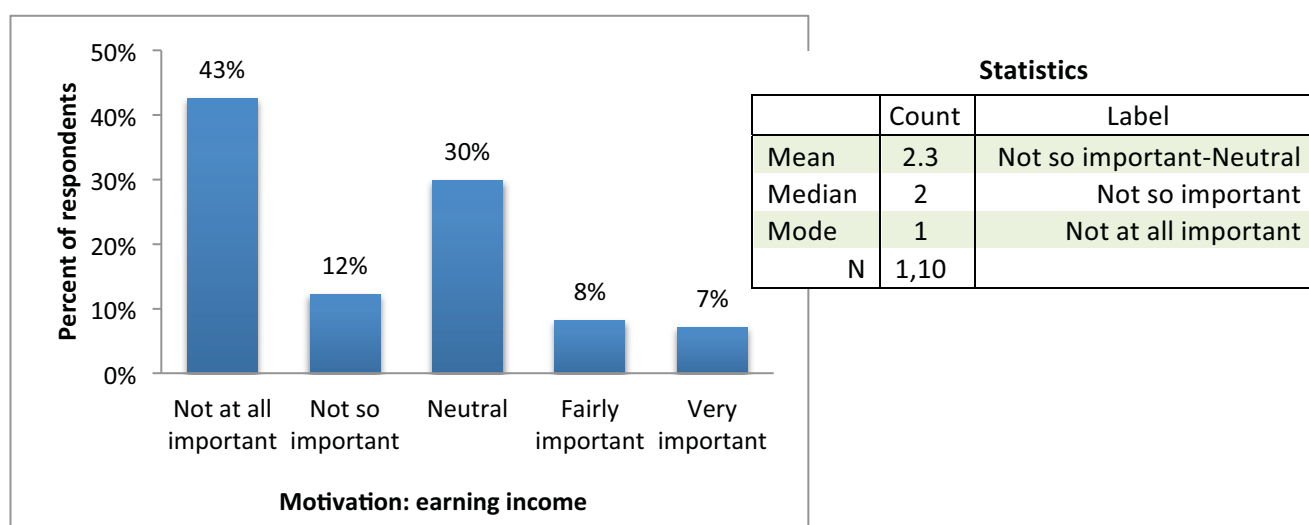 50%
40%
30%
20%
10%
0%
Percent of respondents
43%
12%
30%
8%
7%
Not at all
important
Not so
important
Neutral
Fairly
important
Very
important
Motivation: earning income
Statistics
Count Label
Mean 2.3 Not so important-Neutral
Median 2 Not so important
Mode 1 Not at all important
N 1,10